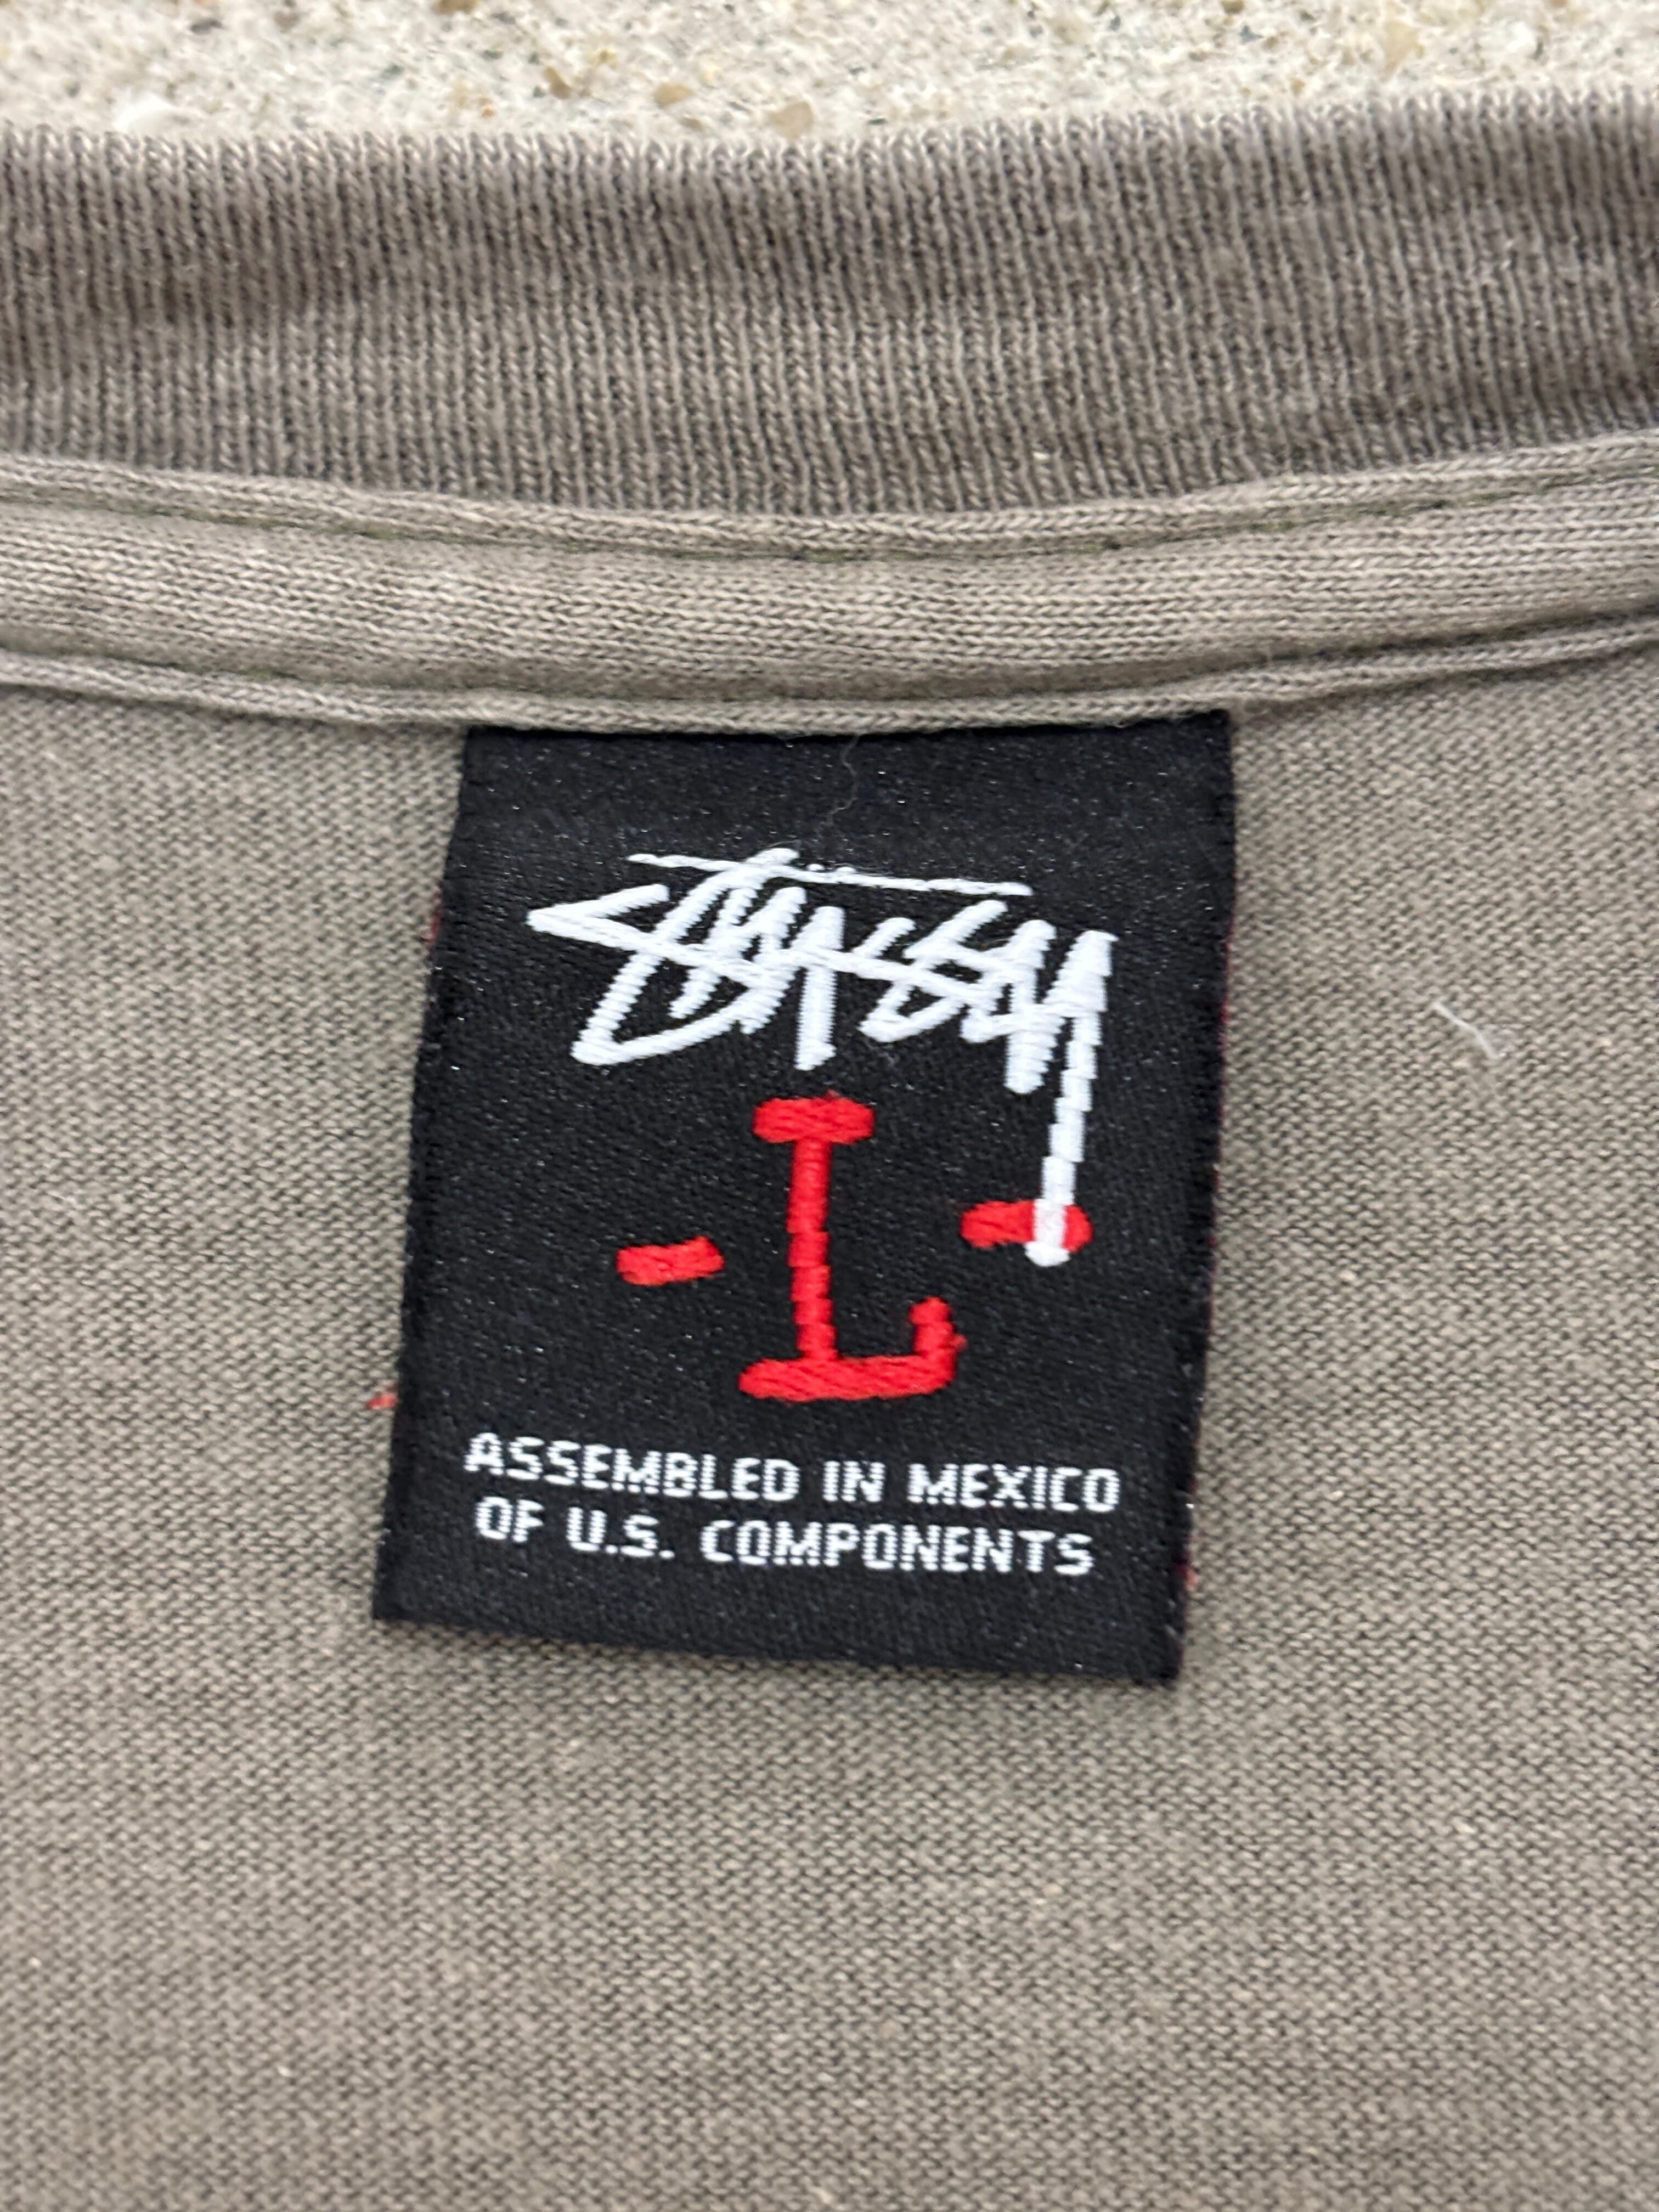 Stüssy
L
ASSEMBLED IN MEXICO
OF U.S. COMPONENTS